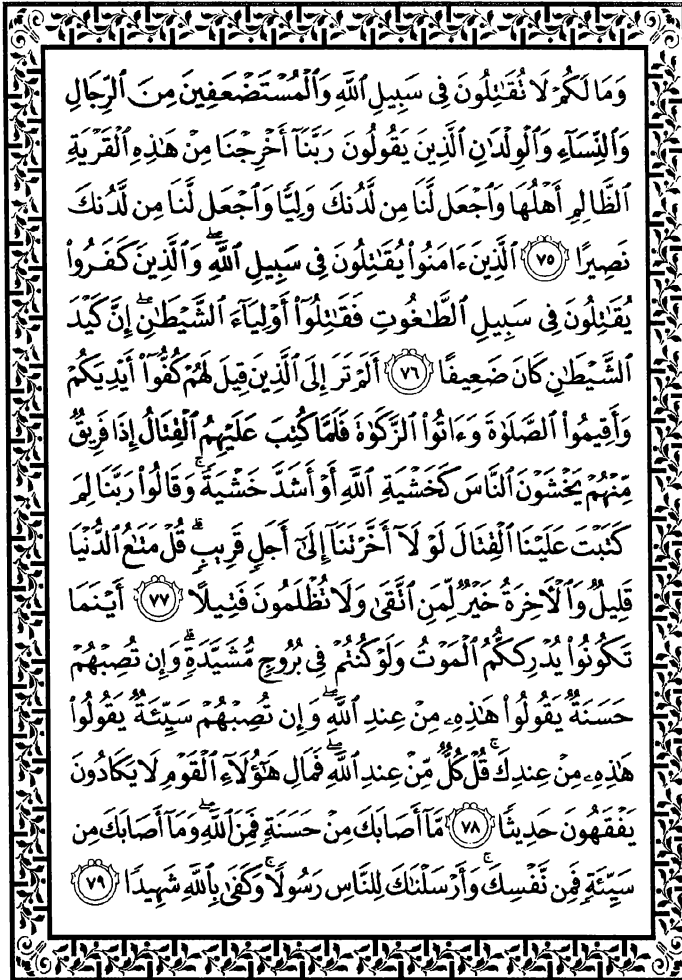 وَمَا لَكُمْ لَا تُقَٰتِلُونَ فِى سَبِيلِ ٱللَّهِ وَٱلْمُسْتَضْعَفِينَ مِنَ ٱلرِّجَالِ
وَٱلنِّسَآءِ وَٱلْوِلْدَٰنِ ٱلَّذِينَ يَقُولُونَ رَبَّنَآ أَخْرِجْنَا مِنْ هَٰذِهِ ٱلْقَرْيَةِ
ٱلظَّالِمِ أَهْلُهَا وَٱجْعَل لَّنَا مِن لَّدُنكَ وَلِيًّا وَٱجْعَل لَّنَا مِن لَّدُنكَ
نَصِيرًا ٧٥ ٱلَّذِينَ ءَامَنُوا۟ يُقَٰتِلُونَ فِى سَبِيلِ ٱللَّهِ ۖ وَٱلَّذِينَ كَفَرُوا۟
يُقَٰتِلُونَ فِى سَبِيلِ ٱلطَّٰغُوتِ فَقَٰتِلُوٓا۟ أَوْلِيَآءَ ٱلشَّيْطَٰنِ ۖ إِنَّ كَيْدَ
ٱلشَّيْطَٰنِ كَانَ ضَعِيفًا ٧٦ أَلَمْ تَرَ إِلَى ٱلَّذِينَ قِيلَ لَهُمْ كُفُّوٓا۟ أَيْدِيَكُمْ
وَأَقِيمُوا۟ ٱلصَّلَوٰةَ وَءَاتُوا۟ ٱلزَّكَوٰةَ فَلَمَّا كُتِبَ عَلَيْهِمُ ٱلْقِتَالُ إِذَا فَرِيقٌ
مِّنْهُمْ يَخْشَوْنَ ٱلنَّاسَ كَخَشْيَةِ ٱللَّهِ أَوْ أَشَدَّ خَشْيَةً ۚ وَقَالُوا۟ رَبَّنَا لِمَ
كَتَبْتَ عَلَيْنَا ٱلْقِتَالَ لَوْلَآ أَخَّرْتَنَآ إِلَىٰٓ أَجَلٍ قَرِيبٍ ۗ قُلْ مَتَٰعُ ٱلدُّنْيَا
قَلِيلٌ وَٱلْءَاخِرَةُ خَيْرٌ لِّمَنِ ٱتَّقَىٰ وَلَا تُظْلَمُونَ فَتِيلًا ٧٧ أَيْنَمَا
تَكُونُوا۟ يُدْرِككُّمُ ٱلْمَوْتُ وَلَوْ كُنتُمْ فِى بُرُوجٍ مُّشَيَّدَةٍ ۗ وَإِن تُصِبْهُمْ
حَسَنَةٌ يَقُولُوا۟ هَٰذِهِۦ مِنْ عِندِ ٱللَّهِ ۖ وَإِن تُصِبْهُمْ سَيِّئَةٌ يَقُولُوا۟
هَٰذِهِۦ مِنْ عِندِكَ ۚ قُلْ كُلٌّ مِّنْ عِندِ ٱللَّهِ ۖ فَمَالِ هَٰٓؤُلَآءِ ٱلْقَوْمِ لَا يَكَادُونَ
يَفْقَهُونَ حَدِيثًا ٧٨ مَّآ أَصَابَكَ مِنْ حَسَنَةٍ فَمِنَ ٱللَّهِ ۖ وَمَآ أَصَابَكَ مِن
سَيِّئَةٍ فَمِن نَّفْسِكَ ۚ وَأَرْسَلْنَٰكَ لِلنَّاسِ رَسُولًا ۚ وَكَفَىٰ بِٱللَّهِ شَهِيدًا ٧٩